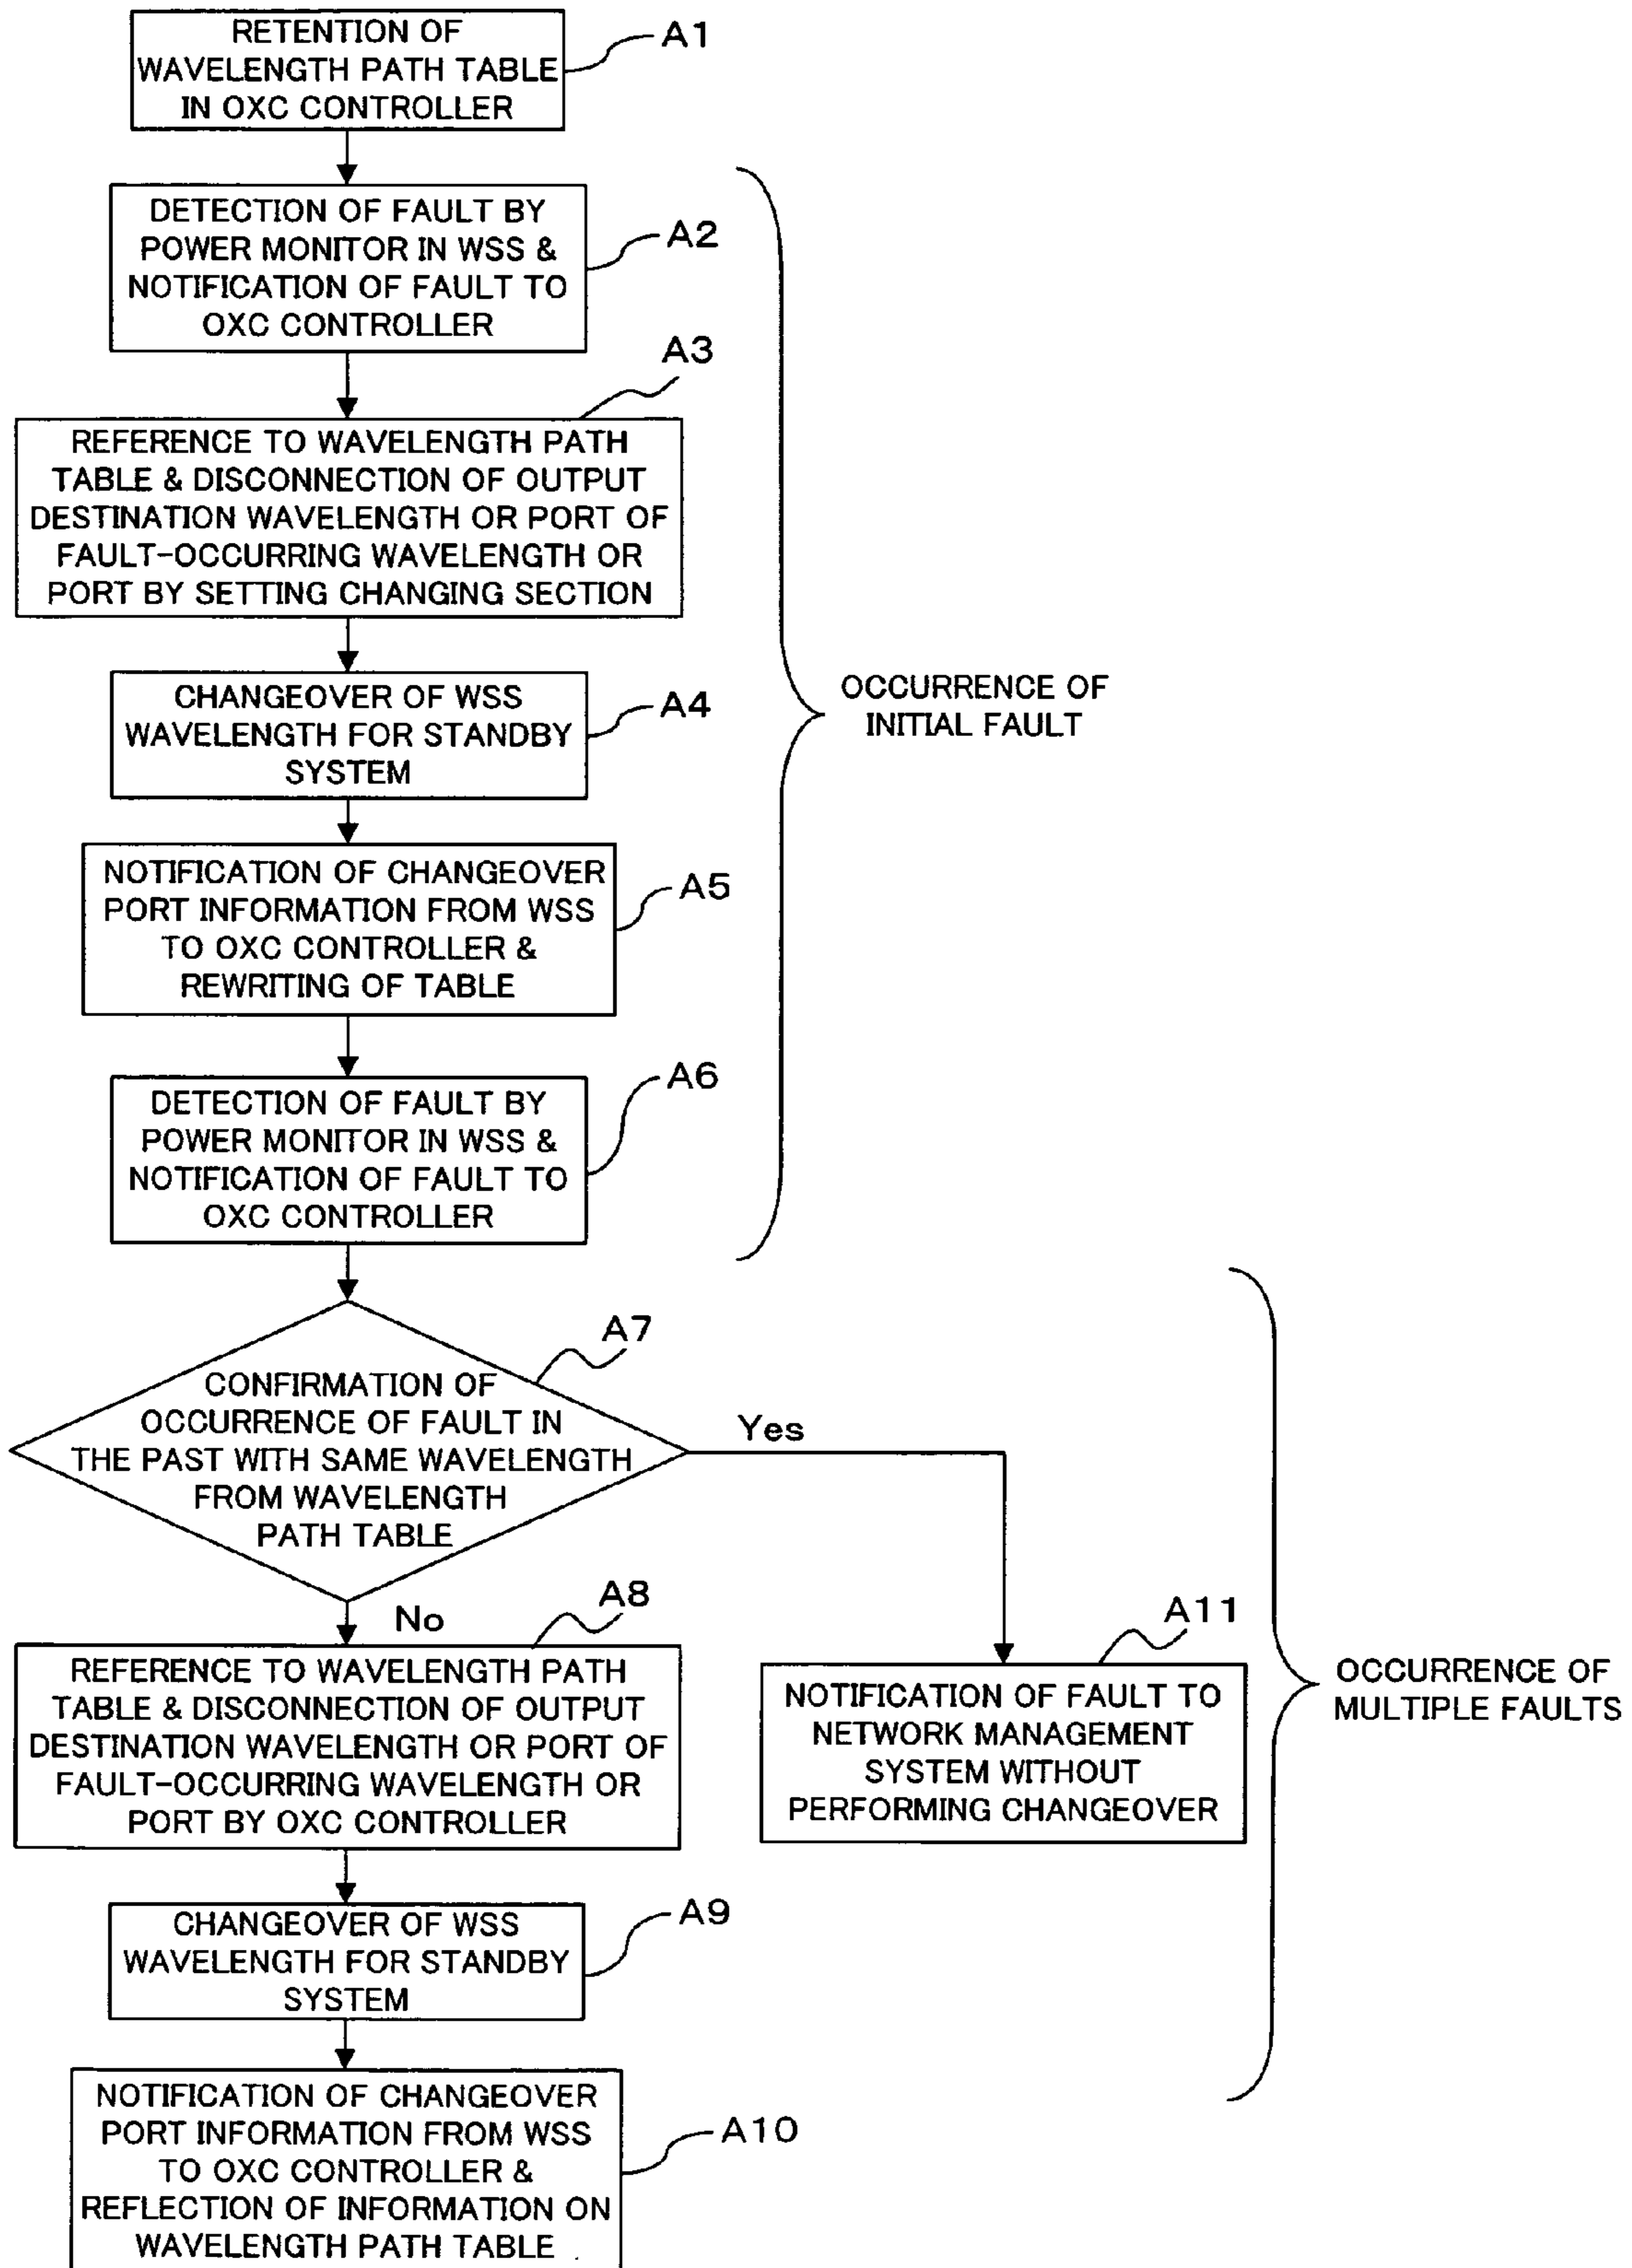 RETENTION OF
WAVELENGTH PATH TABLE
IN OXC CONTROLLER
A1
DETECTION OF FAULT BY
POWER MONITOR IN WSS &
NOTIFICATION OF FAULT TO
OXC CONTROLLER
A2
A3
REFERENCE TO WAVELENGTH PATH
TABLE & DISCONNECTION OF OUTPUT
DESTINATION WAVELENGTH OR PORT OF
FAULT-OCCURRING WAVELENGTH OR
PORT BY SETTING CHANGING SECTION
CHANGEOVER OF WSS
WAVELENGTH FOR STANDBY
SYSTEM
A4
OCCURRENCE OF
INITIAL FAULT
NOTIFICATION OF CHANGEOVER
PORT INFORMATION FROM WSS
TO OXC CONTROLLER &
REWRITING OF TABLE
A5
DETECTION OF FAULT BY
POWER MONITOR IN WSS &
NOTIFICATION OF FAULT TO
OXC CONTROLLER
A6
A7
CONFIRMATION OF
OCCURRENCE OF FAULT IN
THE PAST WITH SAME WAVELENGTH
FROM WAVELENGTH
PATH TABLE
Yes
No
A8
REFERENCE TO WAVELENGTH PATH
TABLE & DISCONNECTION OF OUTPUT
DESTINATION WAVELENGTH OR PORT OF
FAULT-OCCURRING WAVELENGTH OR
PORT BY OXC CONTROLLER
A11
NOTIFICATION OF FAULT TO
NETWORK MANAGEMENT
SYSTEM WITHOUT
PERFORMING CHANGEOVER
OCCURRENCE OF
MULTIPLE FAULTS
CHANGEOVER OF WSS
WAVELENGTH FOR STANDBY
SYSTEM
A9
NOTIFICATION OF CHANGEOVER
PORT INFORMATION FROM WSS
TO OXC CONTROLLER &
REFLECTION OF INFORMATION ON
WAVELENGTH PATH TABLE
A10